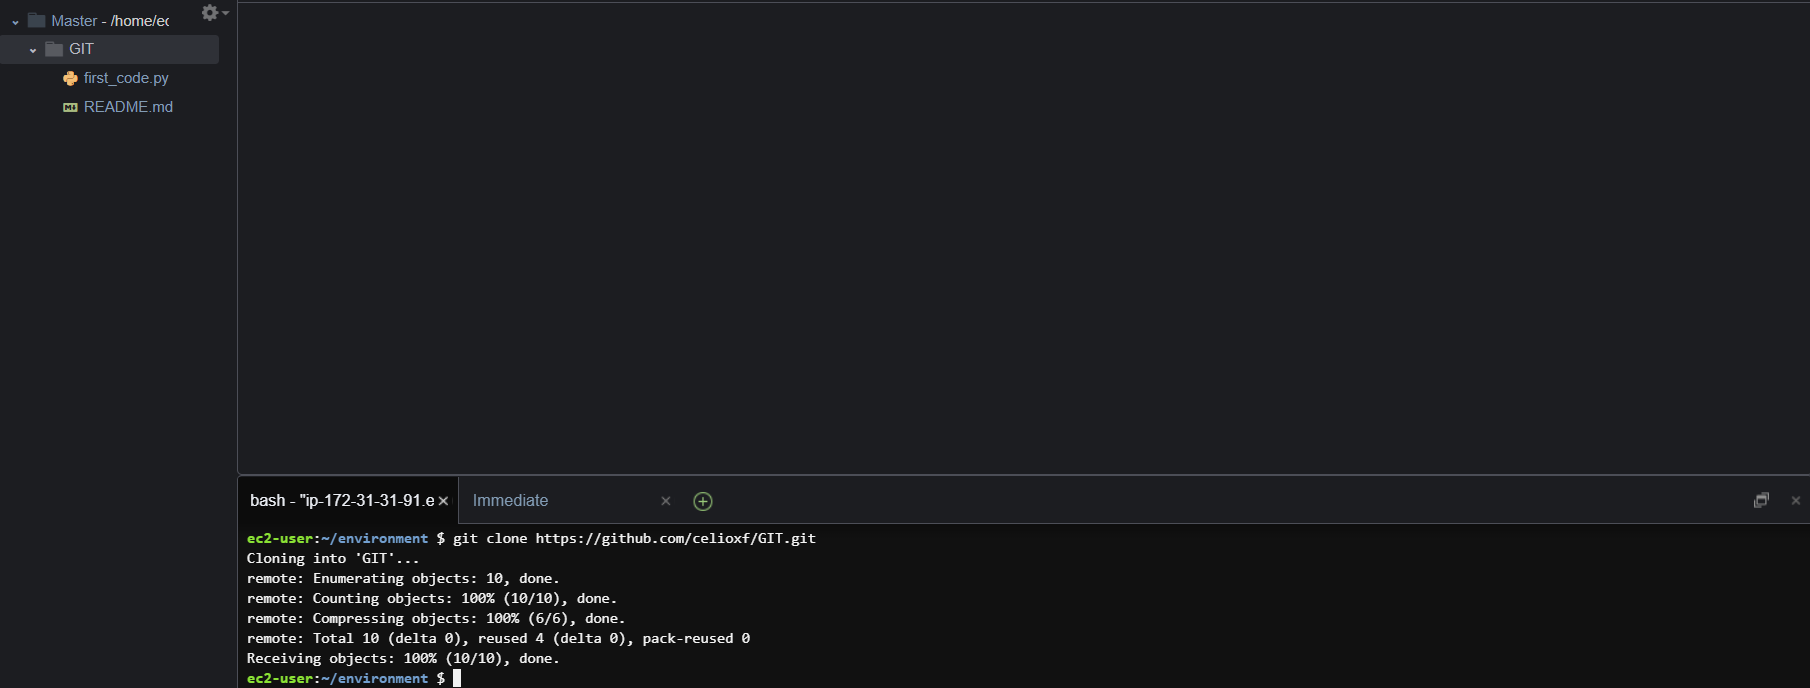 Master - /home/ec
GIT
first_code.py
README.md
bash - "ip-172-31-31-91.e
Immediate
ec2-user:~/environment $ git clone https://github.com/celioxf/GIT.git
Cloning into 'GIT'...
remote: Enumerating objects: 10, done.
remote: Counting objects: 100% (10/10), done.
remote: Compressing objects: 100% (6/6), done.
remote: Total 10 (delta 0), reused 4 (delta 0), pack-reused 0
Receiving objects: 100% (10/10), done.
ec2-user:~/environment $